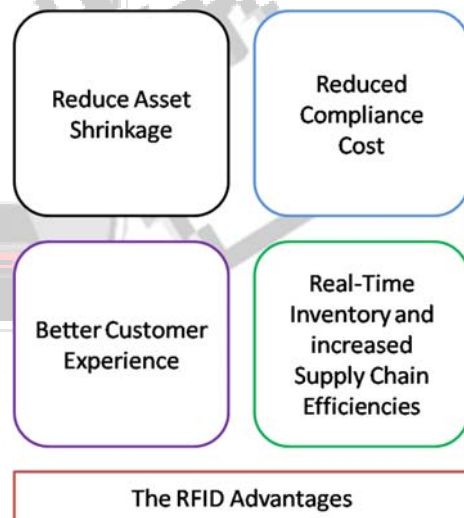 Reduce Asset
Shrinkage
Reduced
Compliance
Cost
Better Customer
Experience
Real-Time
Inventory and
increased
Supply Chain
Efficiencies
The RFID Advantages